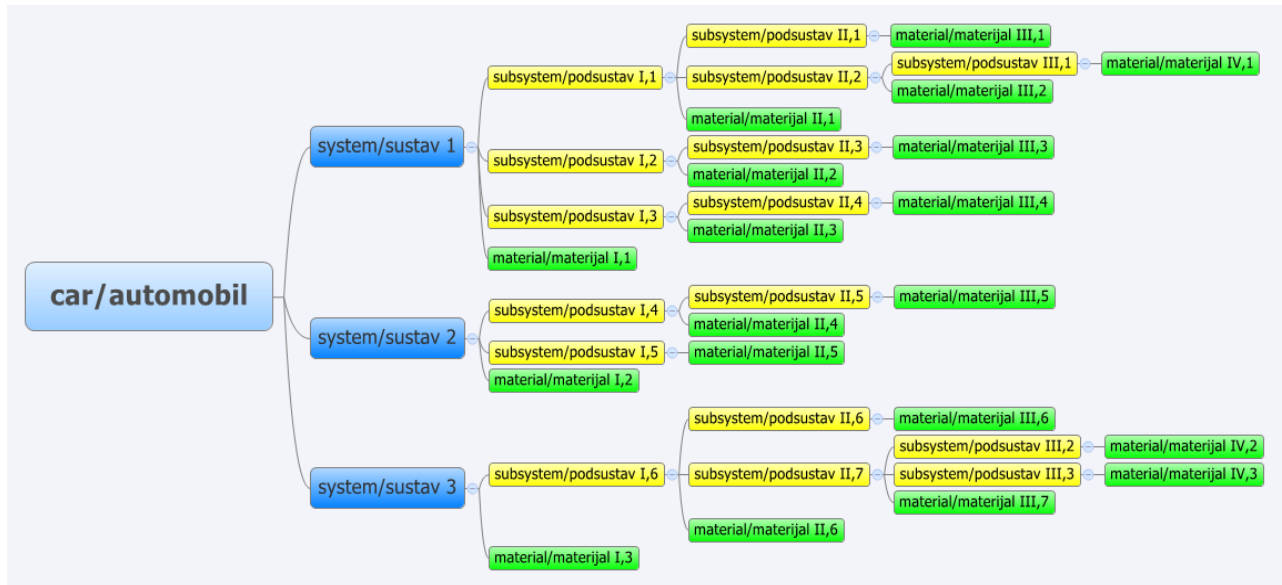 car/automobil
system/sustav 1
subsystem/podsustav I,1
subsystem/podsustav II,1
material/materijal III,1
subsystem/podsustav II,2
subsystem/podsustav III,1
material/materijal IV,1
material/materijal III,2
material/materijal II,1
subsystem/podsustav I,2
subsystem/podsustav II,3
material/materijal III,3
material/materijal II,2
subsystem/podsustav I,3
subsystem/podsustav II,4
material/materijal III,4
material/materijal II,3
material/materijal I,1
system/sustav 2
subsystem/podsustav I,4
subsystem/podsustav II,5
material/materijal III,5
material/materijal II,4
subsystem/podsustav I,5
material/materijal II,5
material/materijal I,2
system/sustav 3
subsystem/podsustav I,6
subsystem/podsustav II,6
material/materijal III,6
subsystem/podsustav II,7
subsystem/podsustav III,2
material/materijal IV,2
subsystem/podsustav III,3
material/materijal IV,3
material/materijal III,7
material/materijal II,6
material/materijal I,3